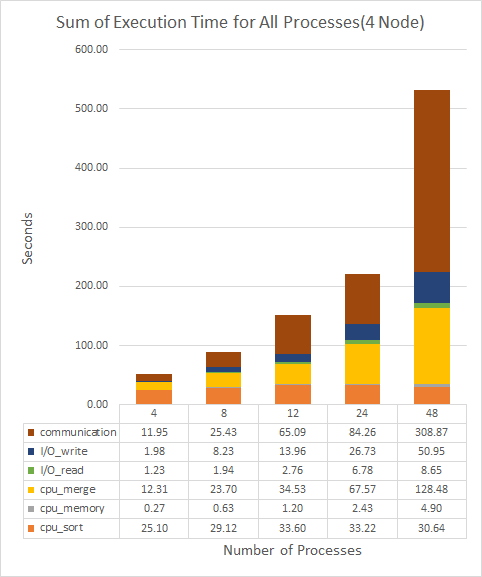 Sum of Execution Time for All Processes(4 Node)
600.00
500.00
400.00
300.00
200.00
100.00
0.00
Seconds
4 8 12 24 48
communication 11.95 25.43 65.09 84.26 308.87
I/O_write 1.98 8.23 13.96 26.73 50.95
I/O_read 1.23 1.94 2.76 6.78 8.65
cpu_merge 12.31 23.70 34.53 67.57 128.48
cpu_memory 0.27 0.63 1.20 2.43 4.90
cpu_sort 25.10 29.12 33.60 33.22 30.64
Number of Processes